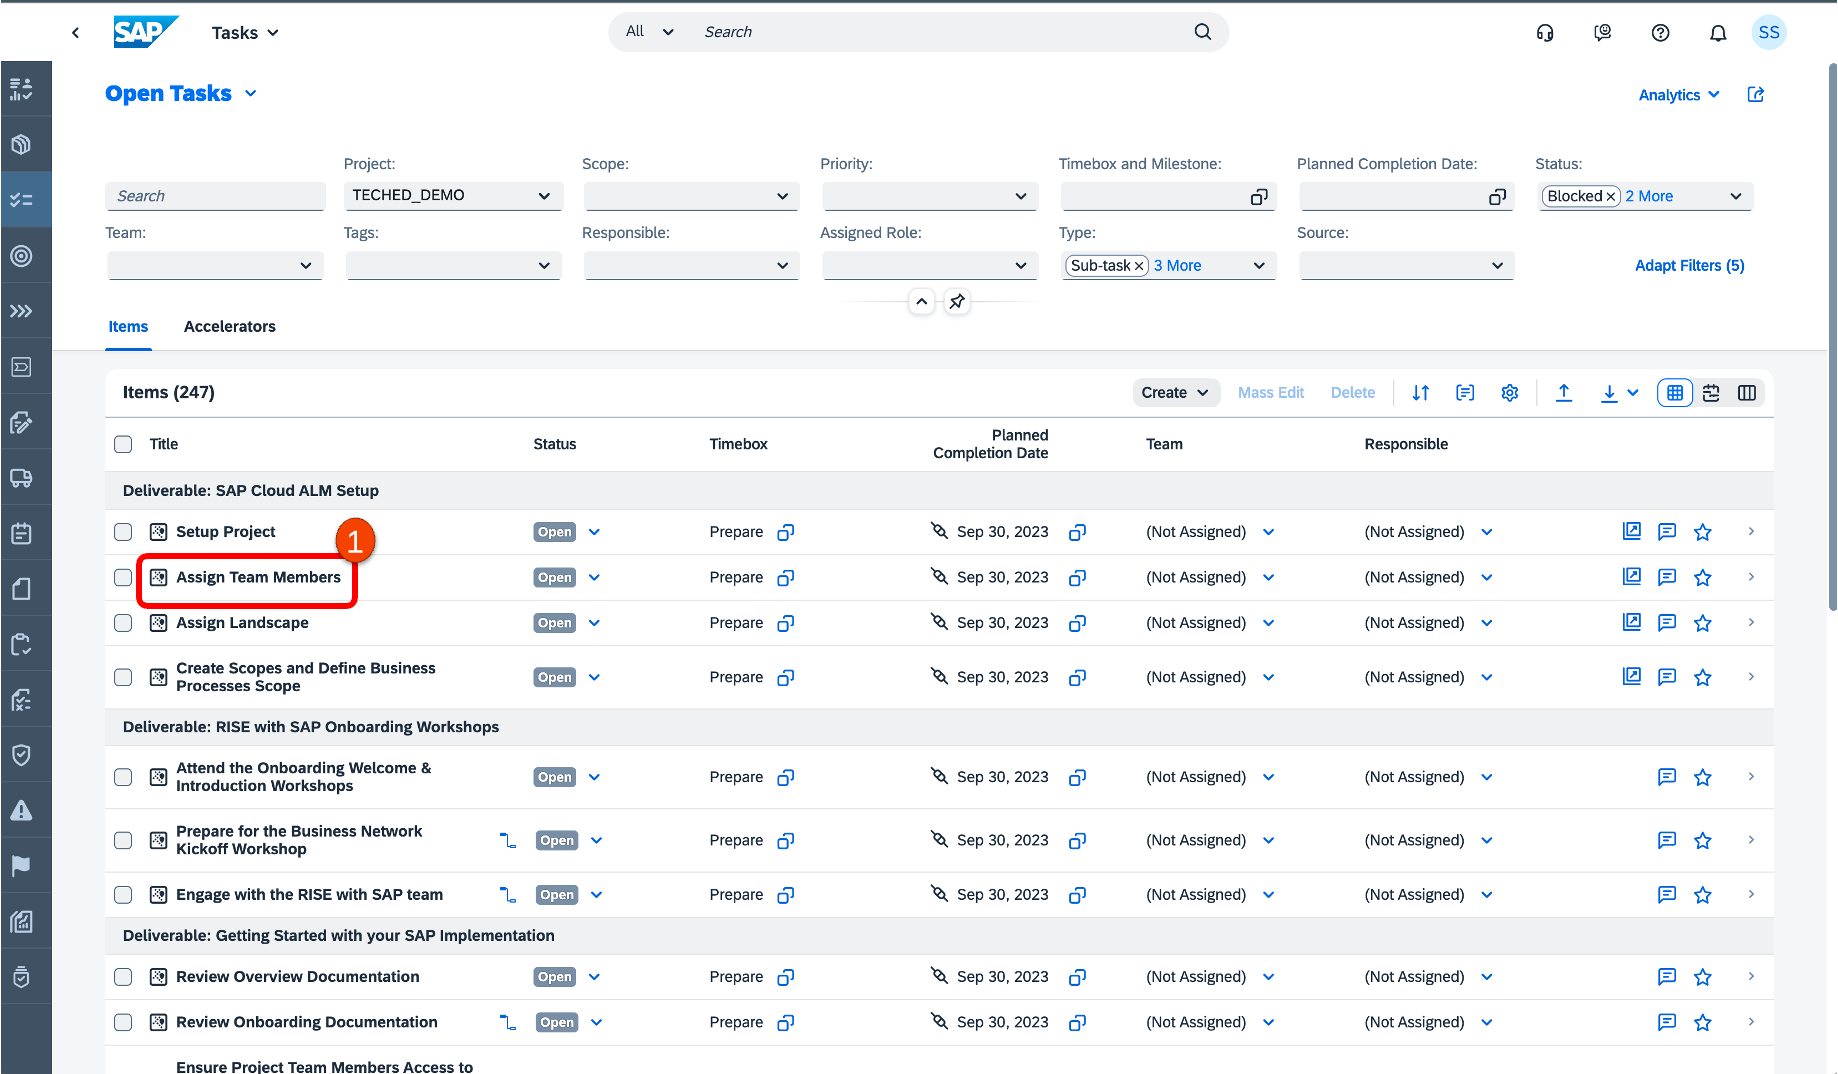 SAP
Tasks
All
Search
SS
Open Tasks
Analytics
Search
Project:
TECHED_DEMO
Scope:
Priority:
Timebox and Milestone:
Planned Completion Date:
Status:
Blocked
2 More
Team:
Tags:
Responsible:
Assigned Role:
Type:
Sub-task
3 More
Source:
Adapt Filters (5)
Items
Accelerators
Items (247)
Create
Mass Edit
Delete
Title
Status
Timebox
Planned
Completion Date
Team
Responsible
Deliverable: SAP Cloud ALM Setup
Setup Project
Open
Prepare
Sep 30, 2023
(Not Assigned)
(Not Assigned)
1
Assign Team Members
Open
Prepare
Sep 30, 2023
(Not Assigned)
(Not Assigned)
Assign Landscape
Open
Prepare
Sep 30, 2023
(Not Assigned)
(Not Assigned)
Create Scopes and Define Business
Processes Scope
Open
Prepare
Sep 30, 2023
(Not Assigned)
(Not Assigned)
Deliverable: RISE with SAP Onboarding Workshops
Attend the Onboarding Welcome &
Introduction Workshops
Open
Prepare
Sep 30, 2023
(Not Assigned)
(Not Assigned)
Prepare for the Business Network
Kickoff Workshop
Open
Prepare
Sep 30, 2023
(Not Assigned)
(Not Assigned)
Engage with the RISE with SAP team
Open
Prepare
Sep 30, 2023
(Not Assigned)
(Not Assigned)
Deliverable: Getting Started with your SAP Implementation
Review Overview Documentation
Open
Prepare
Sep 30, 2023
(Not Assigned)
(Not Assigned)
Review Onboarding Documentation
Open
Prepare
Sep 30, 2023
(Not Assigned)
(Not Assigned)
Ensure Project Team Members Access to